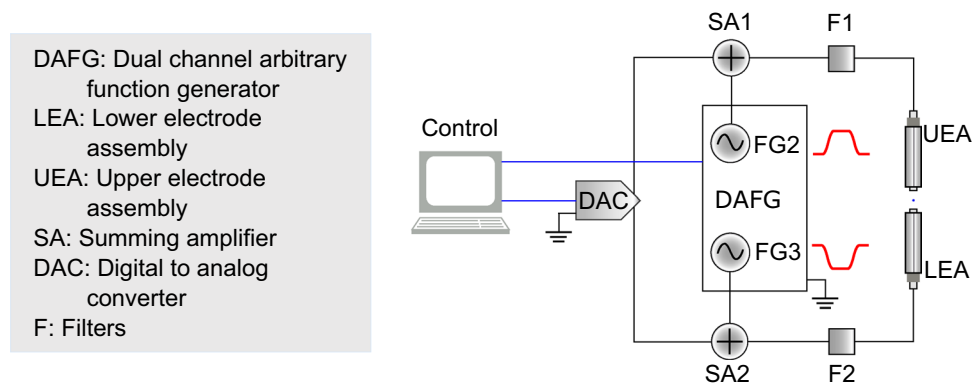 DAFG: Dual channel arbitrary
function generator
LEA: Lower electrode
assembly
UEA: Upper electrode
assembly
SA: Summing amplifier
DAC: Digital to analog
converter
F: Filters
SA1
F1
Control
FG2
UEA
DAC
DAFG
FG3
LEA
SA2
F2